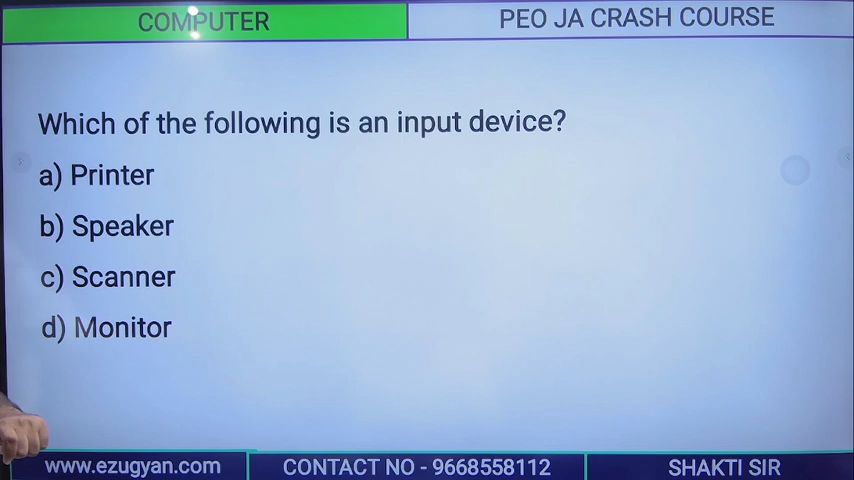 COMPUTER
PEO JA CRASH COURSE
Which of the following is an input device?
a) Printer
b) Speaker
c) Scanner
d) Monitor
www.ezugyan.com
CONTACT NO - 9668558112
SHAKTI SIR